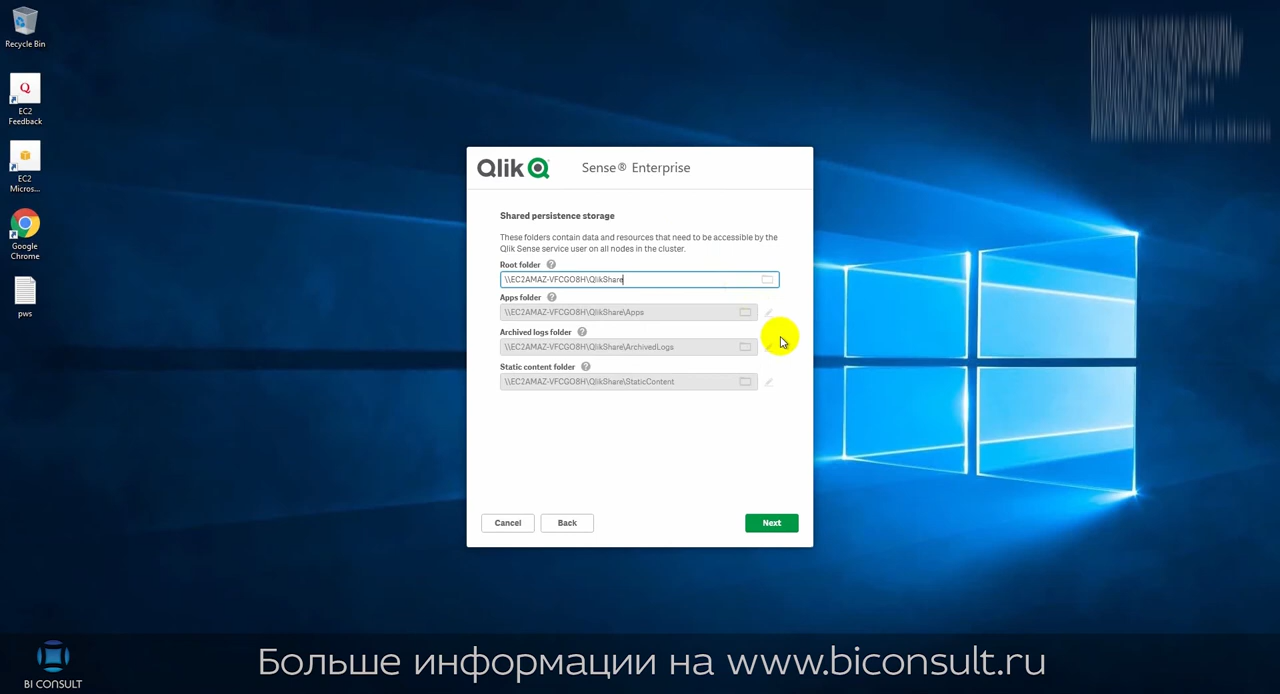 Recycle Bin
EC2
Feedback
EC2
Micros...
Google
Chrome
pws
Qlik
Sense® Enterprise
Shared persistence storage
These folders contain data and resources that need to be accessible by the
Qlik Sense service user on all nodes in the cluster.
Root folder ?
\\EC2AMAZ-VFCGO8H\QlikShare
Apps folder ?
\\EC2AMAZ-VFCGO8H\QlikShare\Apps
Archived logs folder ?
\\EC2AMAZ-VFCGO8H\QlikShare\ArchivedLogs
Static content folder ?
\\EC2AMAZ-VFCGO8H\QlikShare\StaticContent
Cancel
Back
Next
BI CONSULT
Больше информации на www.biconsult.ru